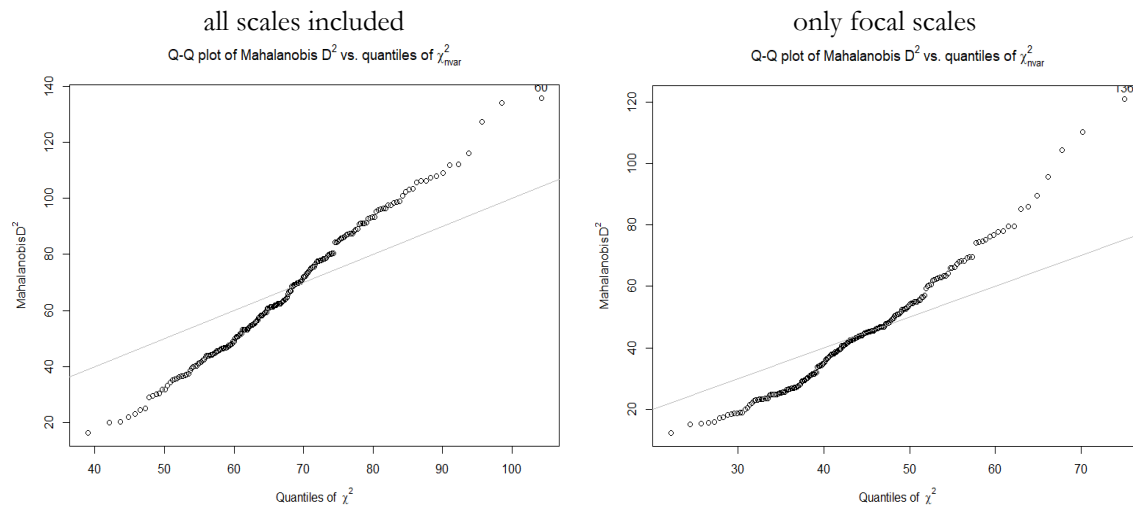 all scales included
Q-Q plot of Mahalanobis D² vs. quantiles of χ²nvar
140
120
100
80
60
40
20
MahalanobisD²
60
40 50 60 70 80 90 100
Quantiles of χ²
only focal scales
Q-Q plot of Mahalanobis D² vs. quantiles of χ²nvar
120
100
80
60
40
20
MahalanobisD²
136
30 40 50 60 70
Quantiles of χ²